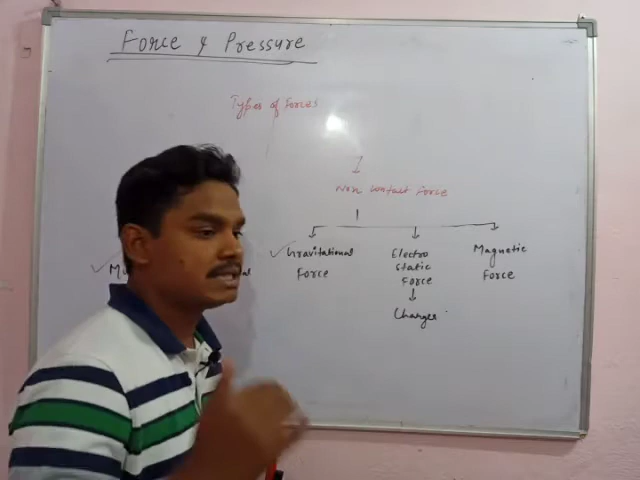 Force & Pressure
Types of Forces
Non Contact Force
Gravitational
Force
Electro
Static
Force
Charges
Magnetic
Force